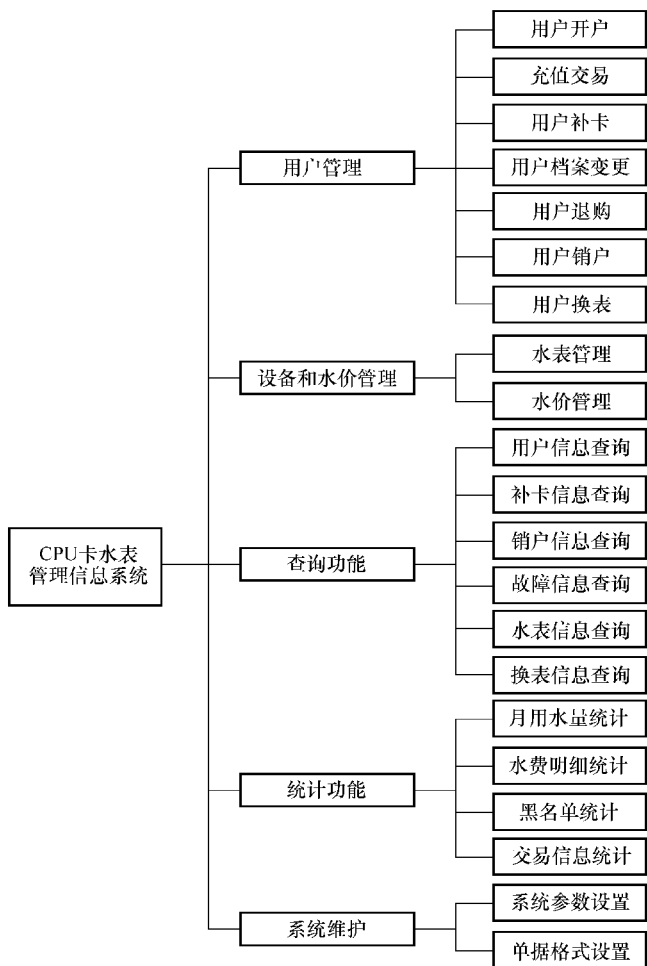 CPU卡水表
管理信息系统
用户管理
用户开户
充值交易
用户补卡
用户档案变更
用户退购
用户销户
用户换表
设备和水价管理
水表管理
水价管理
查询功能
用户信息查询
补卡信息查询
销户信息查询
故障信息查询
水表信息查询
换表信息查询
统计功能
月用水量统计
水费明细统计
黑名单统计
交易信息统计
系统维护
系统参数设置
单据格式设置